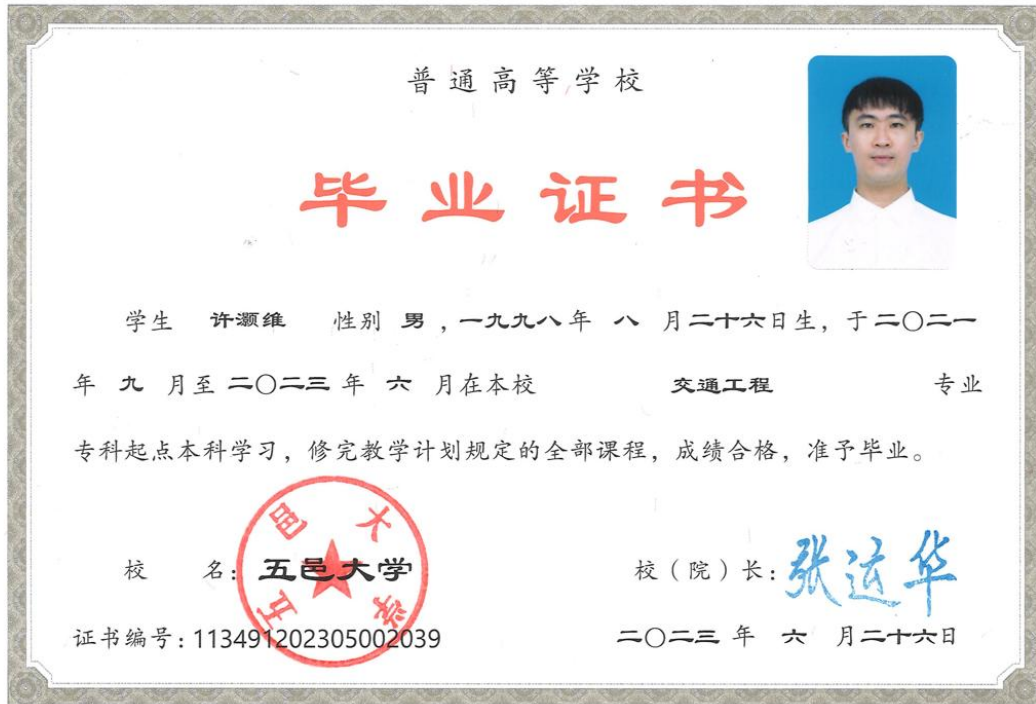 普通高等学校
毕业证书
学生 许灏维 性别 男 ，一九九八年 八 月二十六日生，于二〇二一
年 九 月至 二〇二三 年 六 月在本校 交通工程 专业
专科起点本科学习，修完教学计划规定的全部课程，成绩合格，准予毕业。
校 名：五邑大学
五邑大学
校（院）长：张运华
证书编号：113491202305002039
二〇二三 年 六 月二十六日